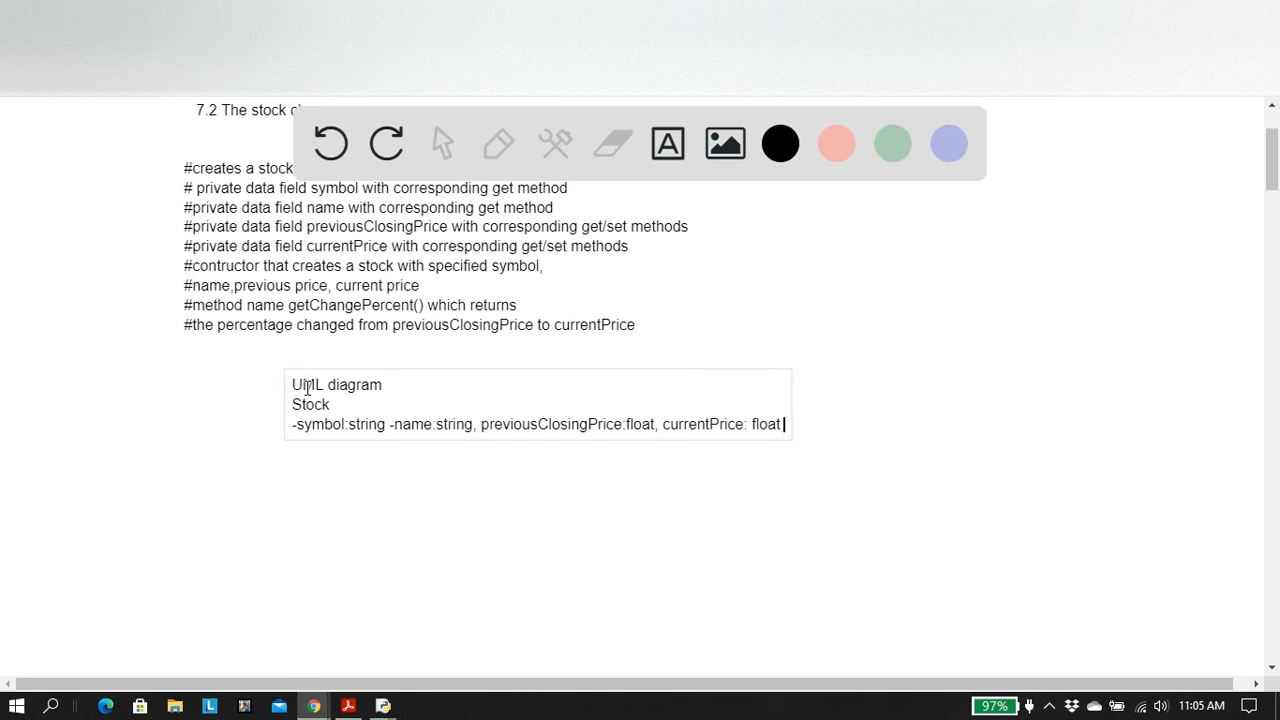 7.2 The stock
#creates a stock
# private data field symbol with corresponding get method
#private data field name with corresponding get method
#private data field previousClosingPrice with corresponding get/set methods
#private data field currentPrice with corresponding get/set methods
#contructor that creates a stock with specified symbol,
#name,previous price, current price
#method name getChangePercent() which returns
#the percentage changed from previousClosingPrice to currentPrice
UML diagram
Stock
-symbol:string -name:string, previousClosingPrice:float, currentPrice: float
A
L
97%
11:05 AM